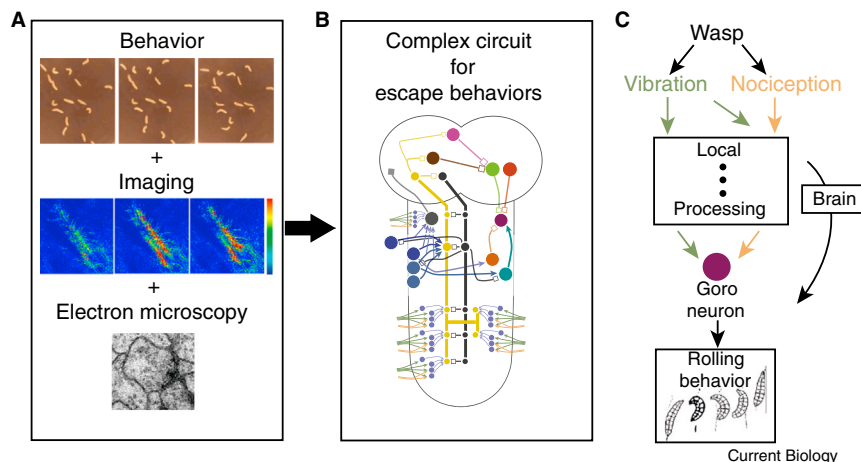 A
Behavior
+
Imaging
+
Electron microscopy
B
Complex circuit
for
escape behaviors
C
Wasp
Vibration
Nociception
Local
Processing
Brain
Goro
neuron
Rolling
behavior
Current Biology